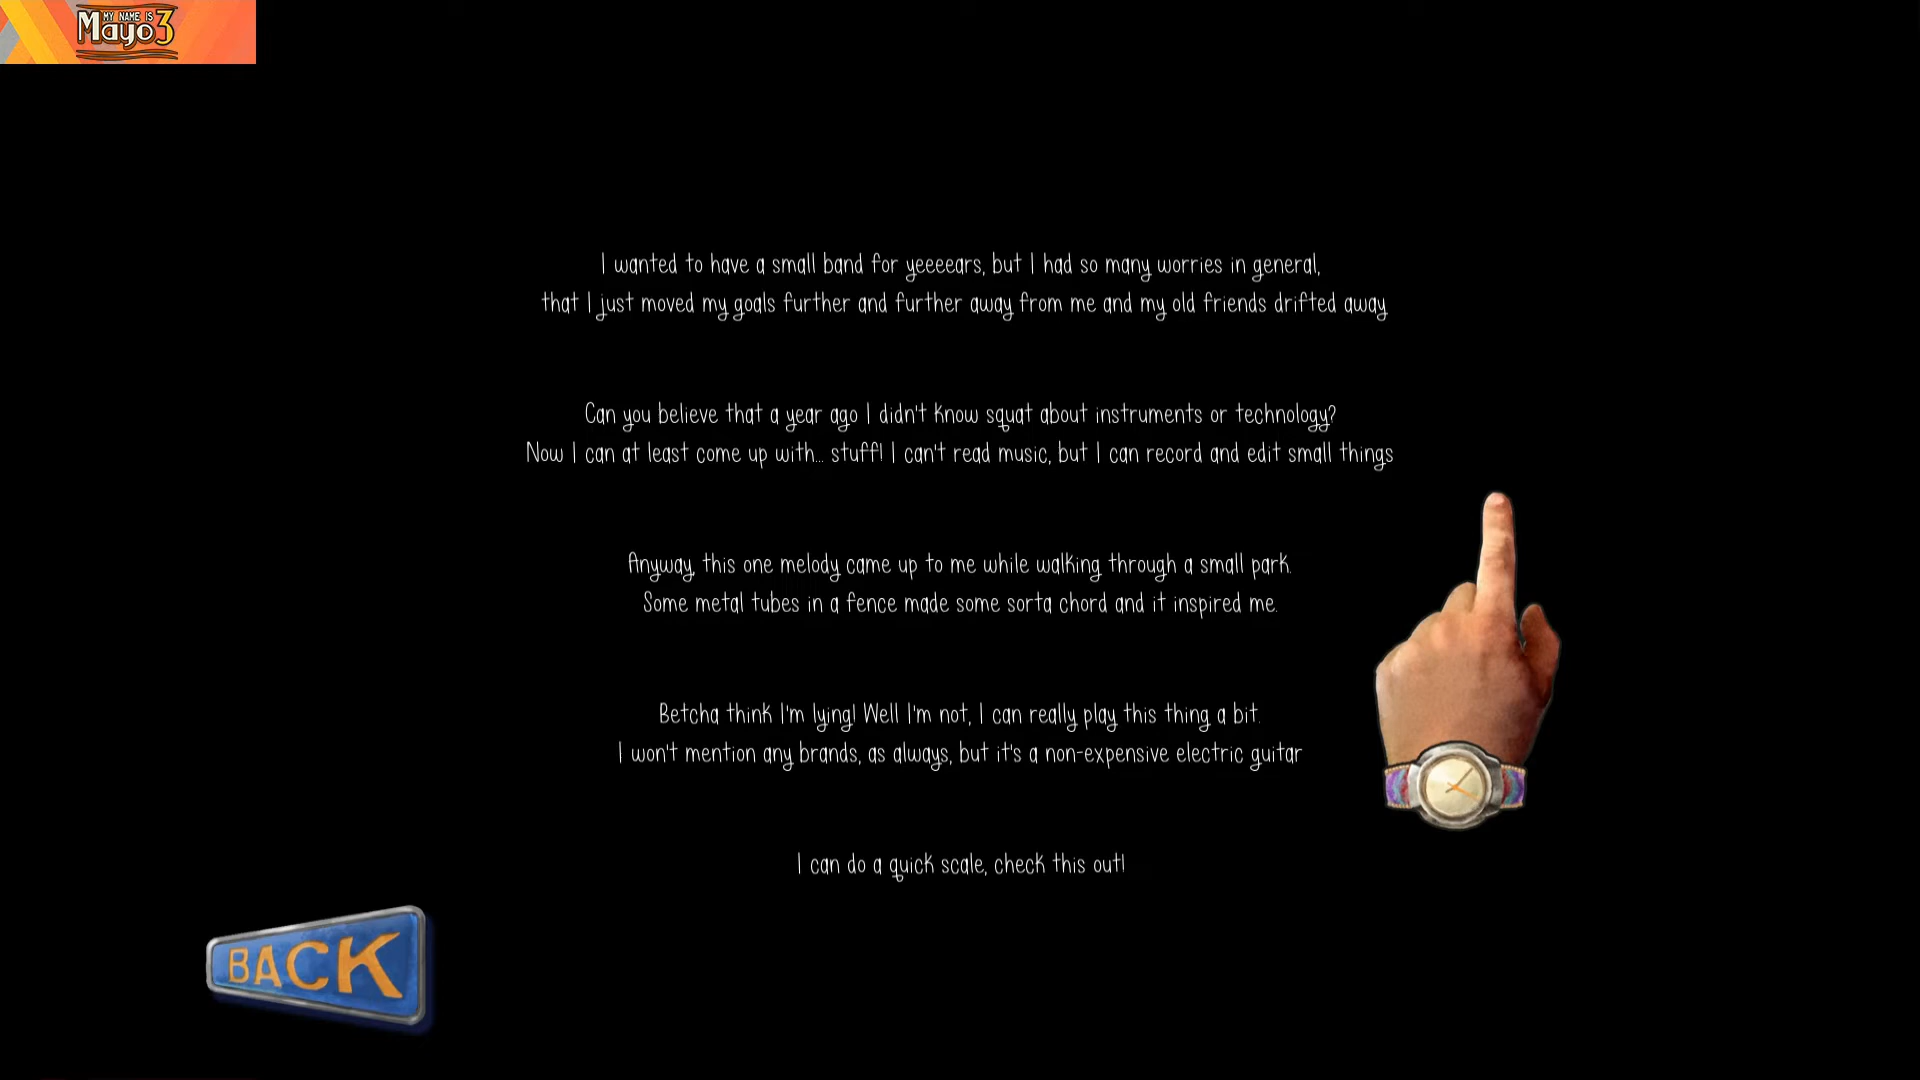 MY NAME IS
Mayo 3
I wanted to have a small band for yeeeears, but I had so many worries in general,
that I just moved my goals further and further away from me and my old friends drifted away
Can you believe that a year ago I didn't know squat about instruments or technology?
Now I can at least come up with... stuff! I can't read music, but I can record and edit small things
Anyway, this one melody came up to me while walking through a small park.
Some metal tubes in a fence made some sorta chord and it inspired me.
Betcha think I'm lying! Well I'm not, I can really play this thing a bit.
I won't mention any brands, as always, but it's a non-expensive electric guitar
I can do a quick scale, check this out!
BACK